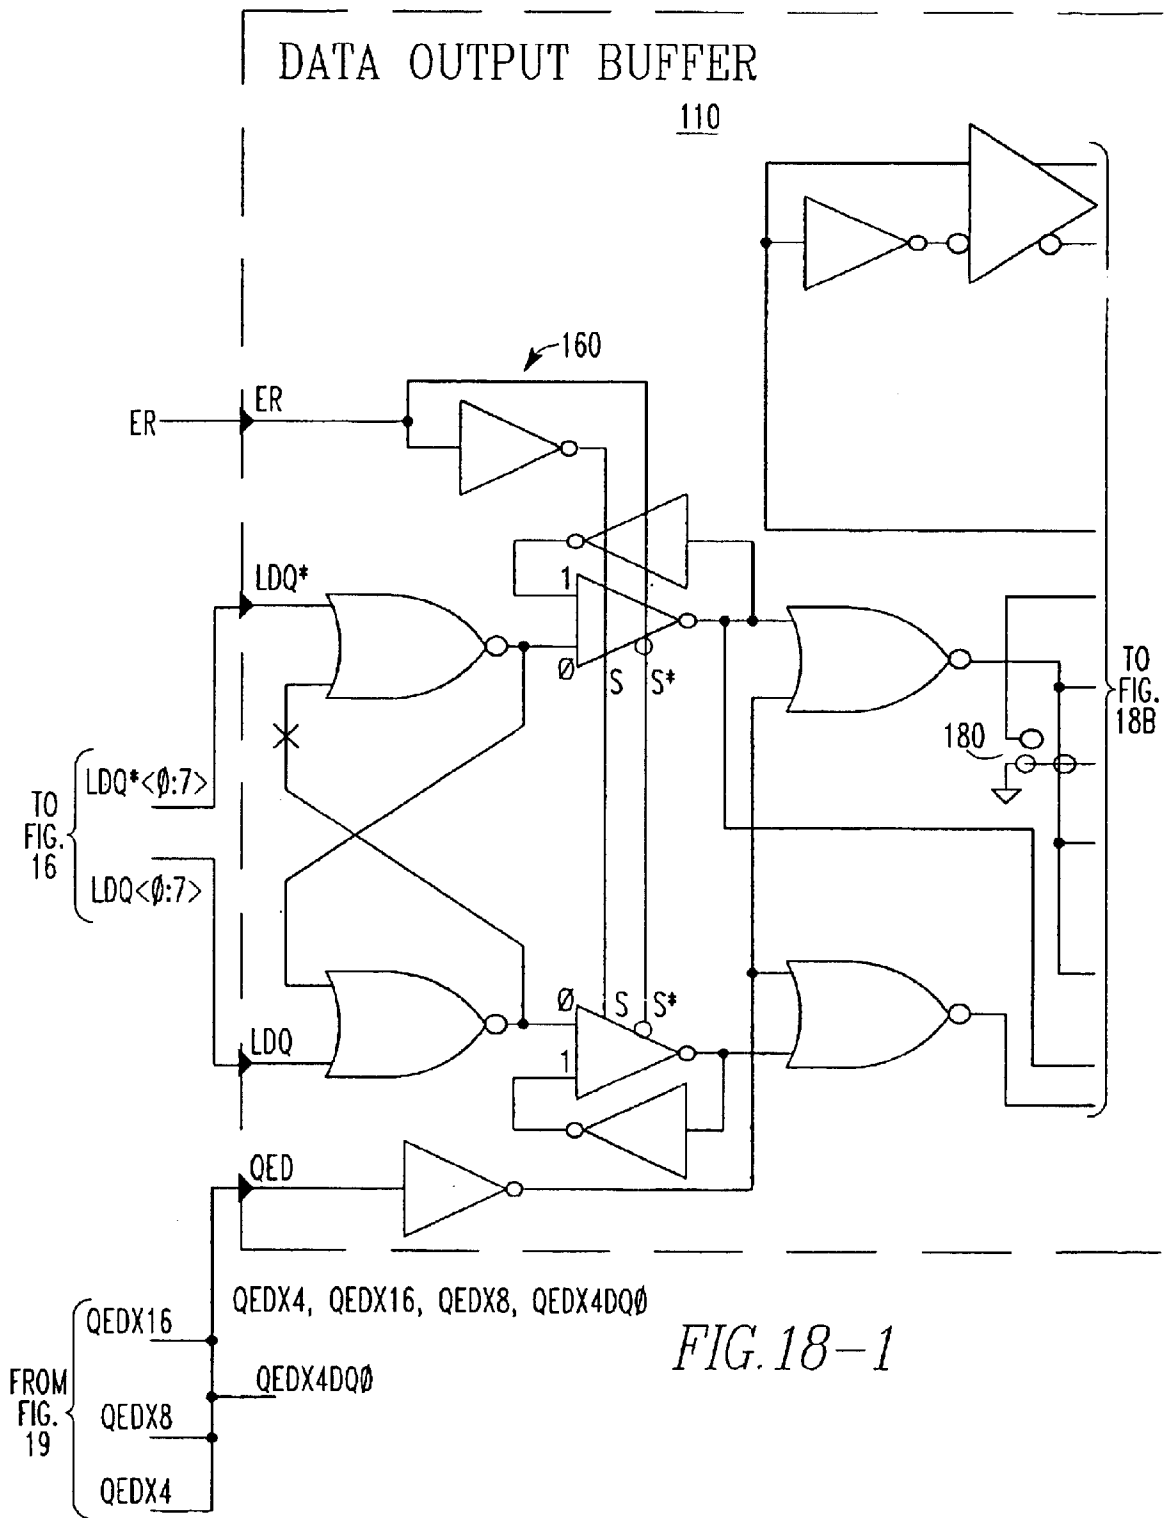 DATA OUTPUT BUFFER
110
160
ER
ER
LDQ*
1
Ø
S
S*
TO
FIG.
18B
180
LDQ*<Ø:7>
TO
FIG.
16
LDQ<Ø:7>
Ø
S
S*
LDQ
1
QED
QEDX4, QEDX16, QEDX8, QEDX4DQØ
QEDX16
FIG.18-1
FROM
FIG.
19
QEDX4DQØ
QEDX8
QEDX4